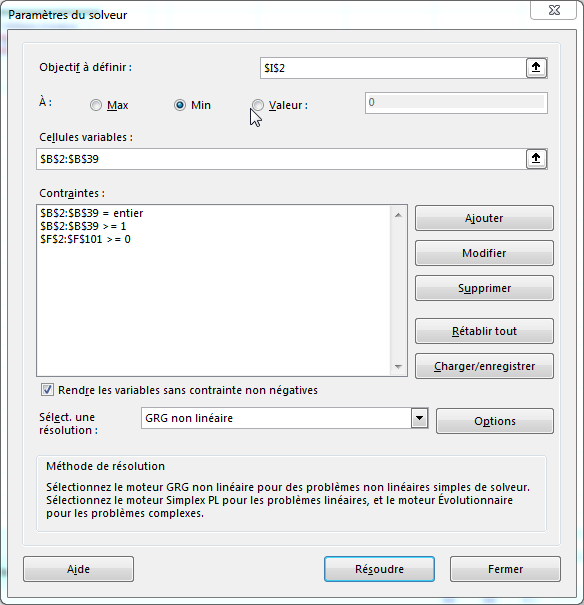 Paramètres du solveur
Objectif à définir :
$I$2
À :
Max
Min
Valeur :
0
Cellules variables :
$B$2:$B$39
Contraintes :
$B$2:$B$39 = entier
$B$2:$B$39 >= 1
$F$2:$F$101 >= 0
Ajouter
Modifier
Supprimer
Rétablir tout
Charger/enregistrer
Rendre les variables sans contrainte non négatives
Sélect. une
résolution :
GRG non linéaire
Options
Méthode de résolution
Sélectionnez le moteur GRG non linéaire pour des problèmes non linéaires simples de solveur.
Sélectionnez le moteur Simplex PL pour les problèmes linéaires, et le moteur Évolutionnaire
pour les problèmes complexes.
Aide
Résoudre
Fermer